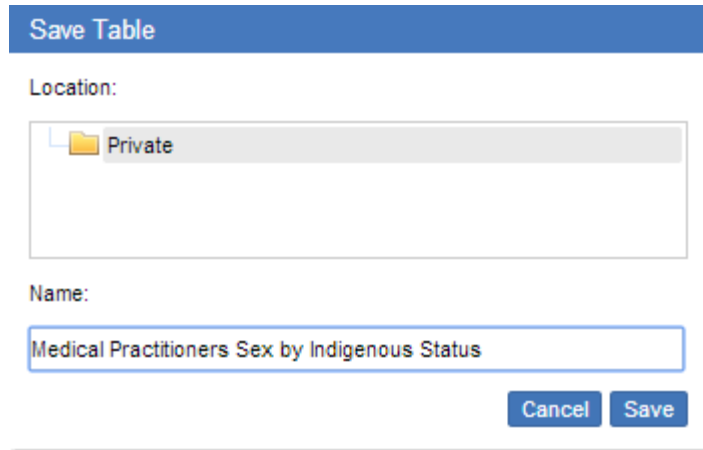 Save Table
Location:
Private
Name:
Medical Practitioners Sex by Indigenous Status
Cancel Save